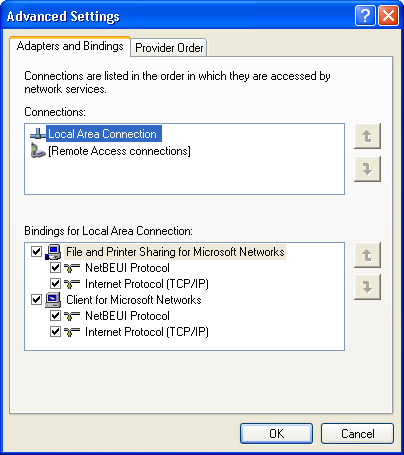 Advanced Settings
Adapters and Bindings
Provider Order
Connections are listed in the order in which they are accessed by
network services.
Connections:
Local Area Connection
[Remote Access connections]
Bindings for Local Area Connection:
File and Printer Sharing for Microsoft Networks
NetBEUI Protocol
Internet Protocol (TCP/IP)
Client for Microsoft Networks
NetBEUI Protocol
Internet Protocol (TCP/IP)
OK
Cancel